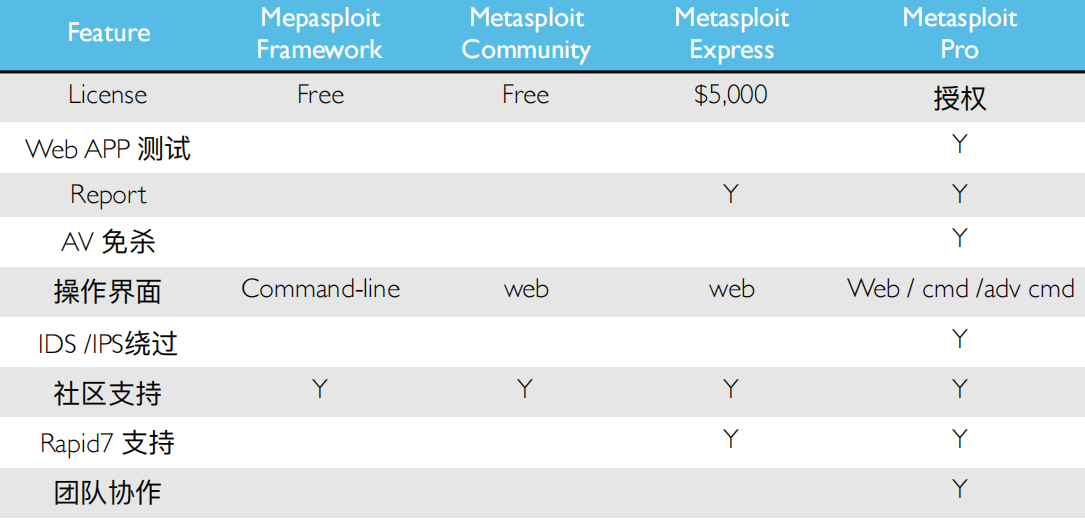 Feature Mepasploit Framework Metasploit Community Metasploit Express Metasploit Pro
License Free Free $5,000 授权
Web APP 测试 Y
Report Y Y
AV 免杀 Y
操作界面 Command-line web web Web / cmd /adv cmd
IDS /IPS绕过 Y
社区支持 Y Y Y Y
Rapid7 支持 Y Y
团队协作 Y